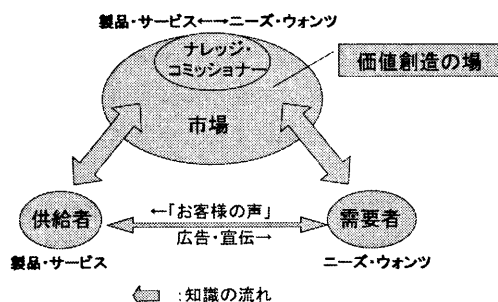 製品・サービス←→ニーズ・ウォンツ
ナレッジ・
コミッショナー
価値創造の場
市場
供給者
←「お客様の声」
広告・宣伝→
需要者
製品・サービス
ニーズ・ウォンツ
:知識の流れ